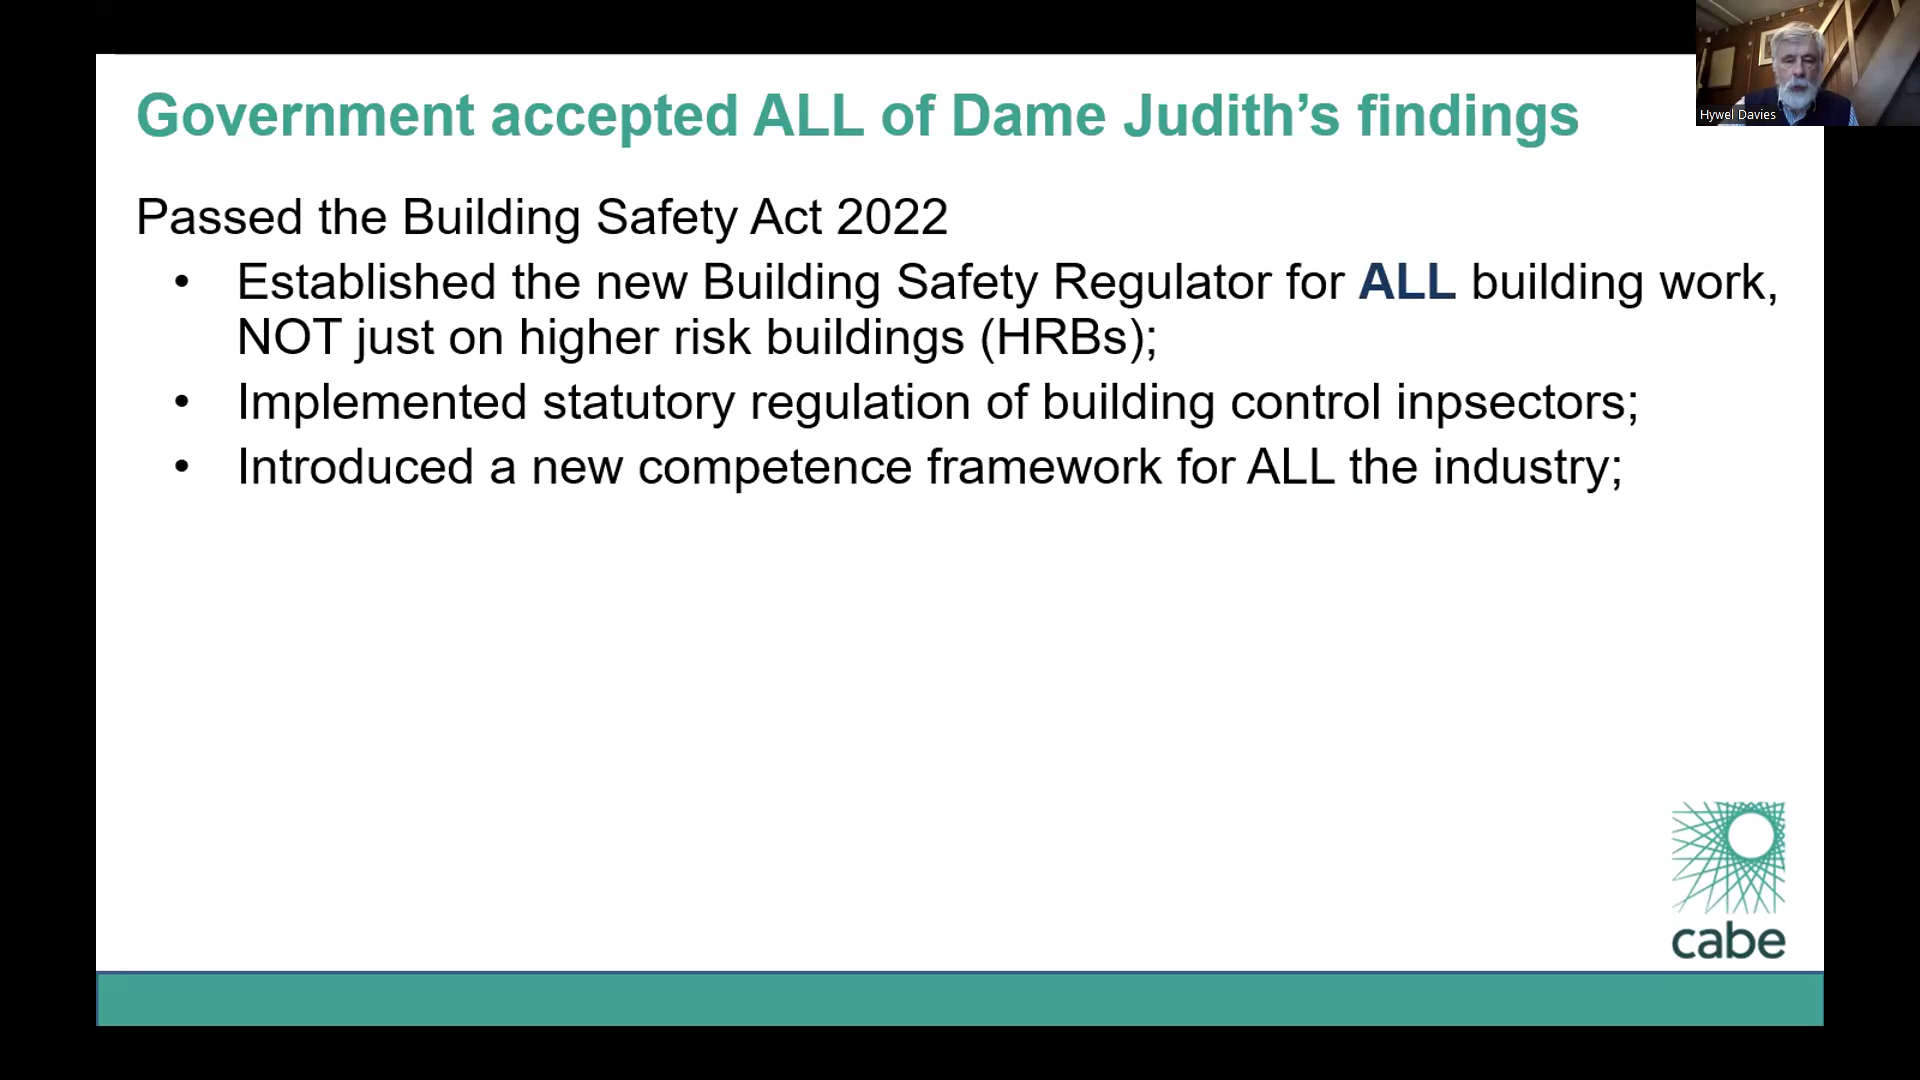 Government accepted ALL of Dame Judith’s findings
Hywel Davies
Passed the Building Safety Act 2022
• Established the new Building Safety Regulator for ALL building work,
NOT just on higher risk buildings (HRBs);
• Implemented statutory regulation of building control inpsectors;
• Introduced a new competence framework for ALL the industry;
cabe